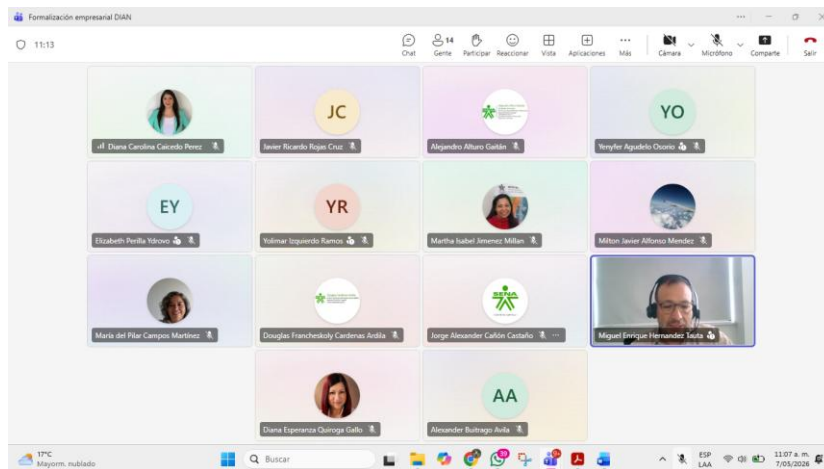 Formalización empresarial DIAN
11:13
Chat
Gente 14
Participar
Reaccionar
Vista
Aplicaciones
Más
Cámara
Micrófono
Comparte
Salir
Diana Carolina Caicedo Perez
JC
Javier Ricardo Rojas Cruz
Alejandro Alturo Gaitán
YO
Yenyfer Agudelo Osorio
EY
Elizabeth Perilla Ydrovo
YR
Yolimar Izquierdo Ramos
Martha Isabel Jimenez Millan
Milton Javier Alfonso Mendez
María del Pilar Campos Martínez
Douglas Francheskoly Cardenas Ardila
SENA
Jorge Alexander Cañón Castaño
Miguel Enrique Hernandez Tauta
Diana Esperanza Quiroga Gallo
AA
Alexander Buitrago Avila
17°C
Mayorm. nublado
Buscar
ESP
LAA
11:07 a. m.
7/05/2026